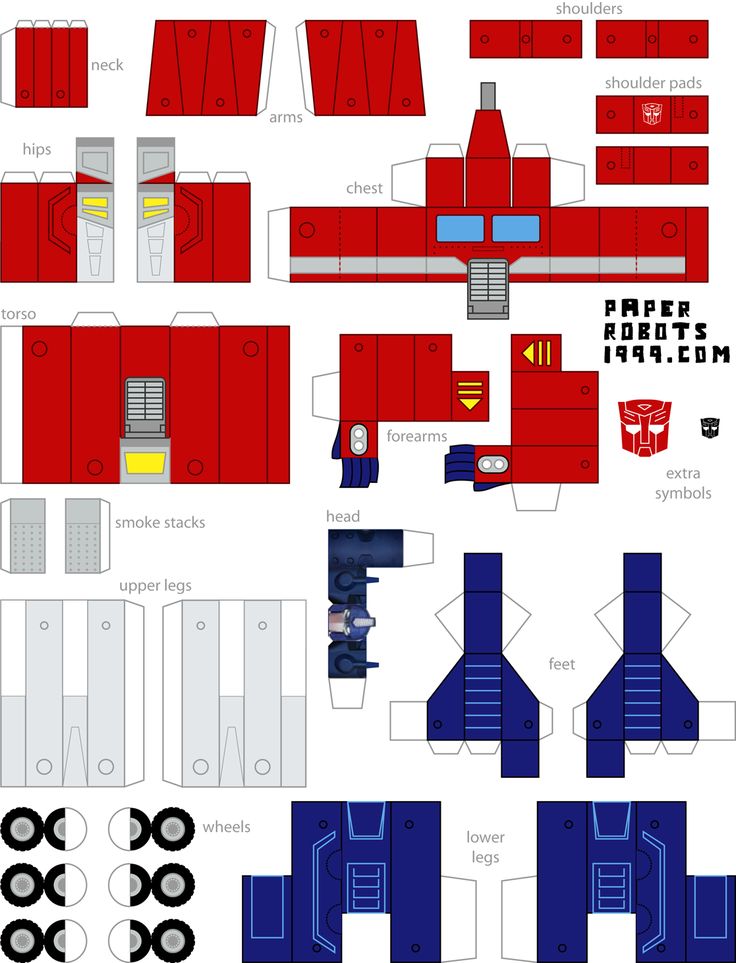 shoulders
neck
arms
shoulder pads
hips
chest
torso
PAPER
ROBOTS
1999.COM
forearms
extra
symbols
smoke stacks
head
upper legs
feet
wheels
lower
legs